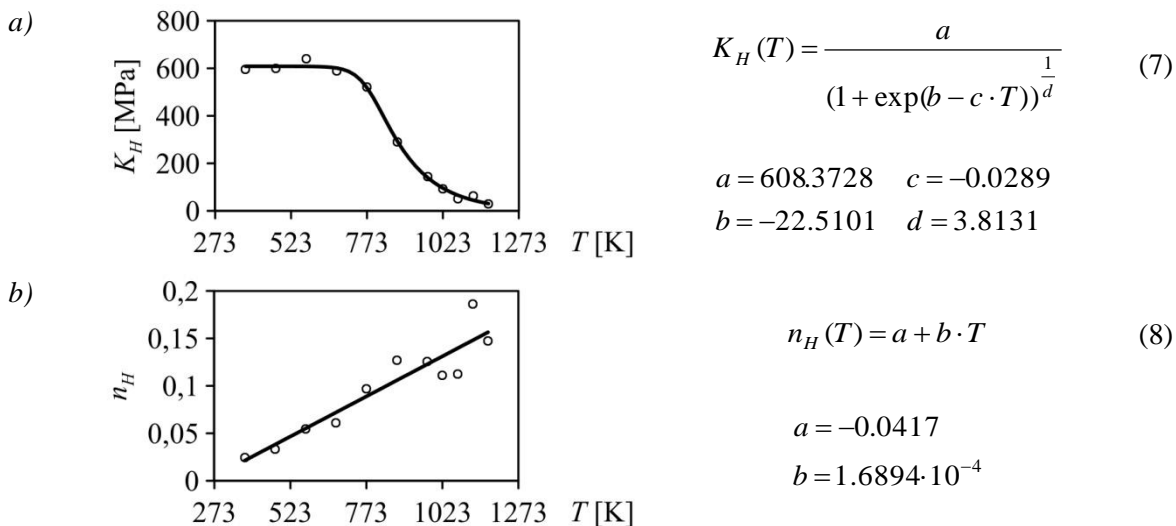 a)
800
600
400
200
0
K_H [MPa]
273 523 773 1023 1273 T [K]
K_H(T) = a / (1 + exp(b − c · T))^(1/d) (7)
a = 608.3728 c = −0.0289
b = −22.5101 d = 3.8131
b)
0,2
0,15
0,1
0,05
0
n_H
273 523 773 1023 1273 T [K]
n_H(T) = a + b · T (8)
a = −0.0417
b = 1.6894·10⁻⁴